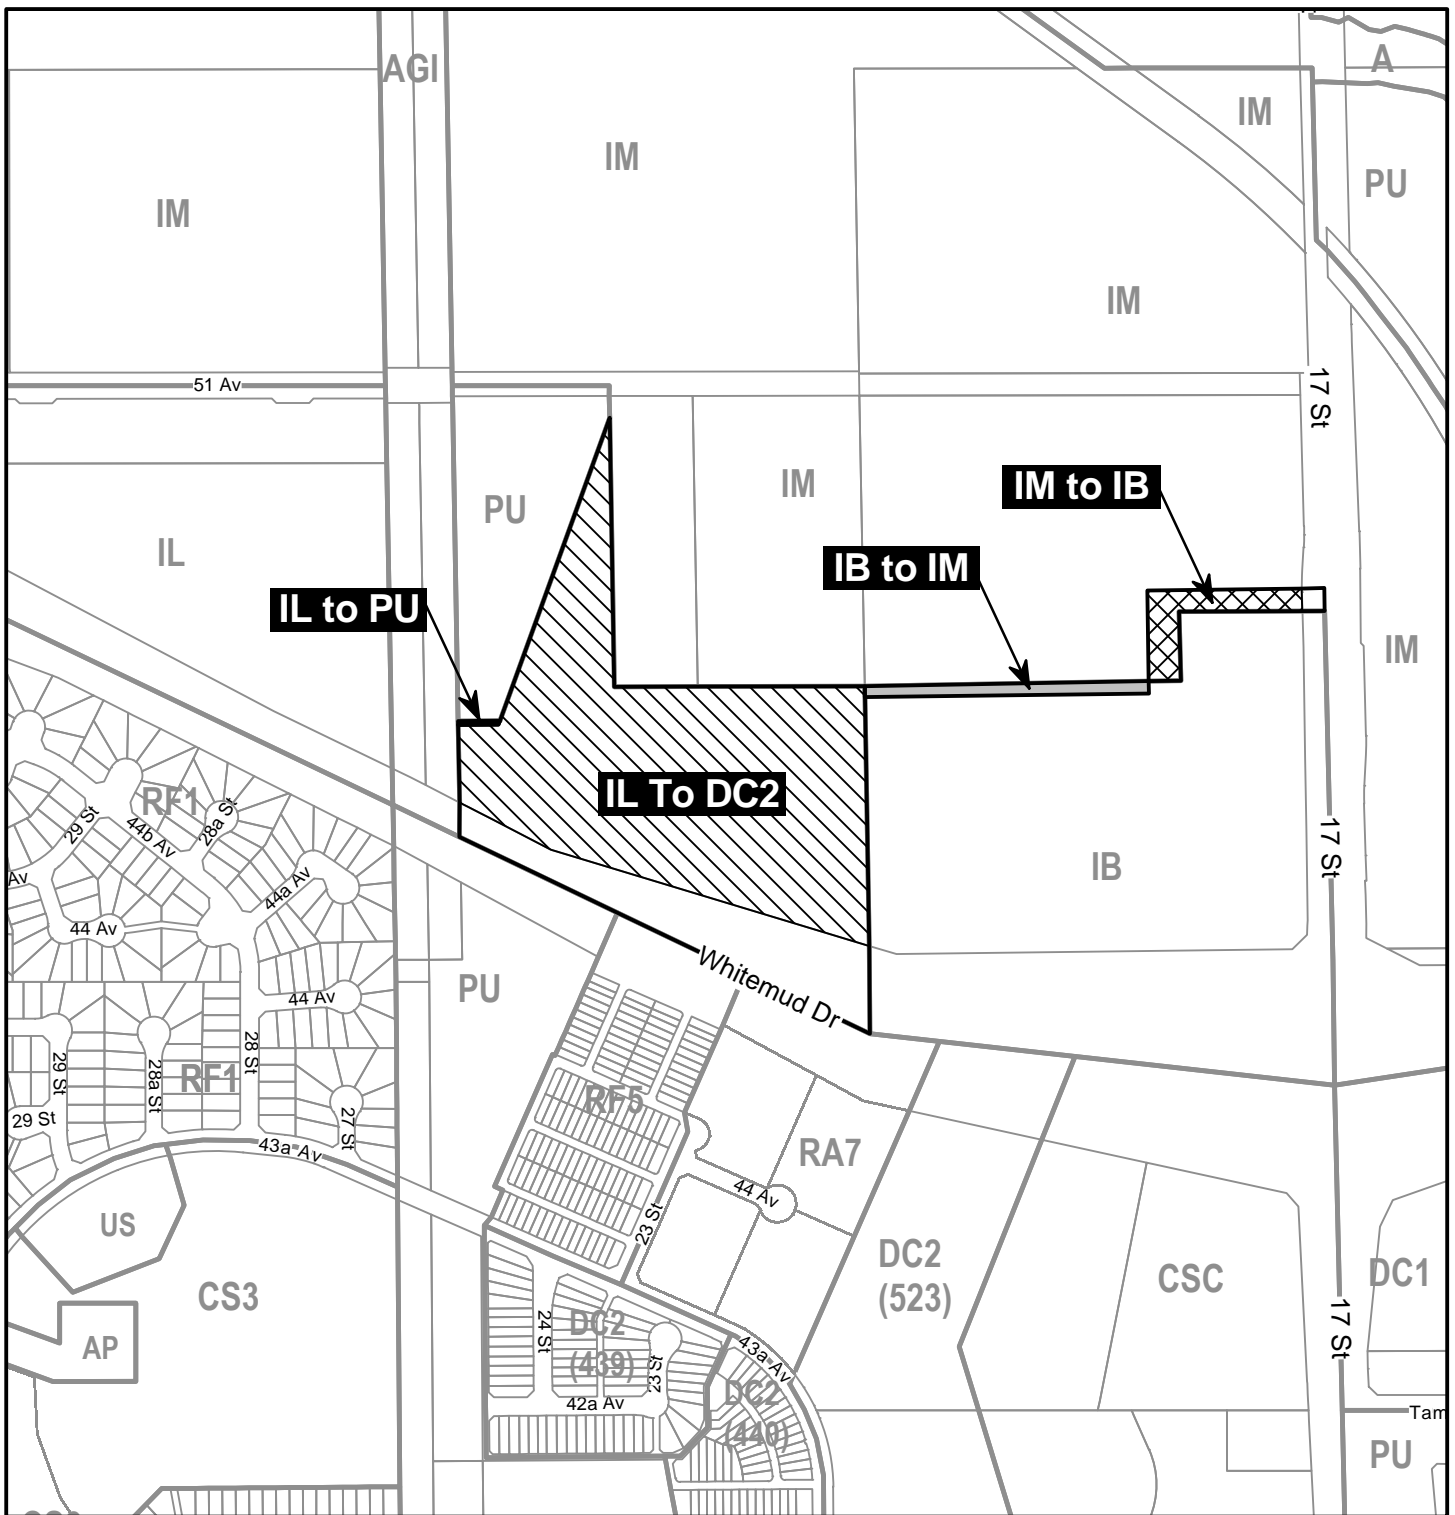 AGI
A
IM
IM
PU
IM
IM
51 Av
17 St
IM
IM to IB
PU
IL
IB to IM
IL to PU
IM
IL To DC2
RF1
28a St
29 St
44b Av
17 St
IB
44a Av
Av
44 Av
Whitemud Dr
PU
44 Av
28 St
29 St
28a St
RF1
RF5
29 St
27 St
43a Av
RA7
44 Av
US
23 St
DC2
(523)
CSC
DC1
CS3
24 St
DC2
(439)
23 St
17 St
AP
43a Av
DC2
(440)
42a Av
Tam
PU